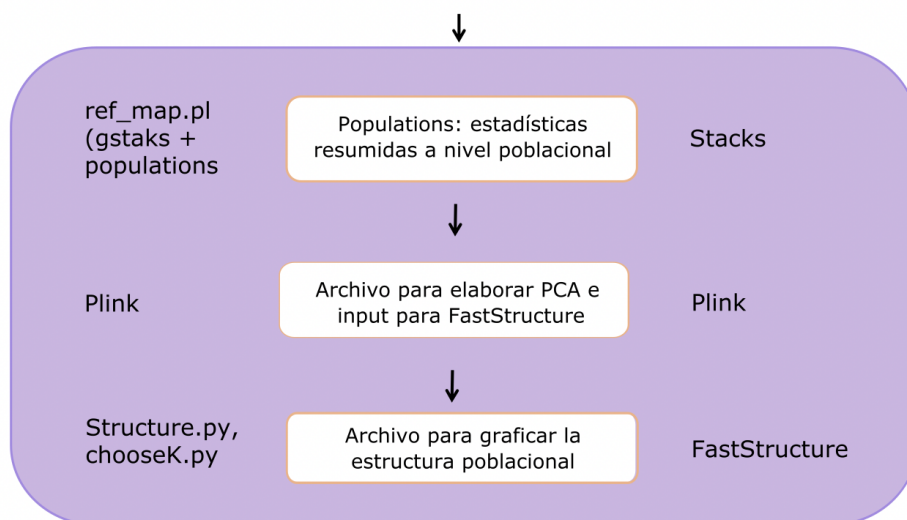 ref_map.pl
(gstaks +
populations
Populations: estadísticas
resumidas a nivel poblacional
Stacks
Plink
Archivo para elaborar PCA e
input para FastStructure
Plink
Structure.py,
chooseK.py
Archivo para graficar la
estructura poblacional
FastStructure